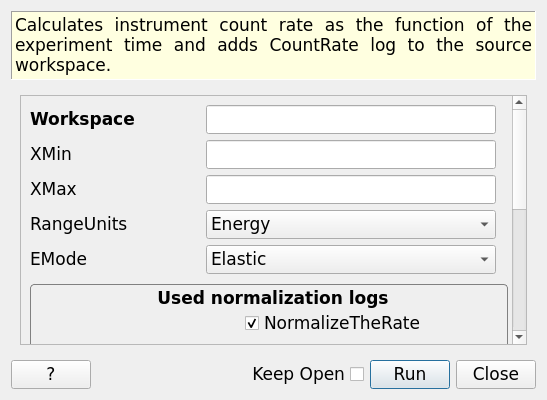 Calculates instrument count rate as the function of the
experiment time and adds CountRate log to the source
workspace.
Workspace
XMin
XMax
RangeUnits Energy
EMode Elastic
Used normalization logs
NormalizeTheRate
? Keep Open Run Close